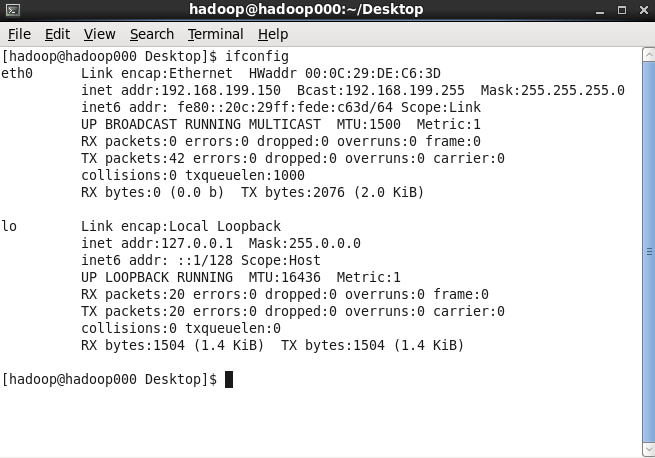 hadoop@hadoop000:~/Desktop
File Edit View Search Terminal Help
[hadoop@hadoop000 Desktop]$ ifconfig
eth0      Link encap:Ethernet  HWaddr 00:0C:29:DE:C6:3D
          inet addr:192.168.199.150  Bcast:192.168.199.255  Mask:255.255.255.0
          inet6 addr: fe80::20c:29ff:fede:c63d/64 Scope:Link
          UP BROADCAST RUNNING MULTICAST  MTU:1500  Metric:1
          RX packets:0 errors:0 dropped:0 overruns:0 frame:0
          TX packets:42 errors:0 dropped:0 overruns:0 carrier:0
          collisions:0 txqueuelen:1000
          RX bytes:0 (0.0 b)  TX bytes:2076 (2.0 KiB)

lo        Link encap:Local Loopback
          inet addr:127.0.0.1  Mask:255.0.0.0
          inet6 addr: ::1/128 Scope:Host
          UP LOOPBACK RUNNING  MTU:16436  Metric:1
          RX packets:20 errors:0 dropped:0 overruns:0 frame:0
          TX packets:20 errors:0 dropped:0 overruns:0 carrier:0
          collisions:0 txqueuelen:0
          RX bytes:1504 (1.4 KiB)  TX bytes:1504 (1.4 KiB)

[hadoop@hadoop000 Desktop]$